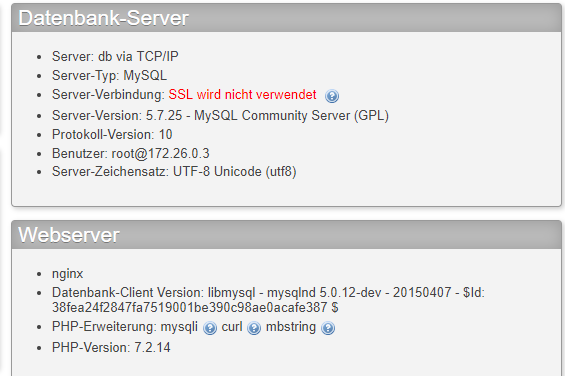 Datenbank-Server
Server: db via TCP/IP
Server-Typ: MySQL
Server-Verbindung: SSL wird nicht verwendet
Server-Version: 5.7.25 - MySQL Community Server (GPL)
Protokoll-Version: 10
Benutzer: root@172.26.0.3
Server-Zeichensatz: UTF-8 Unicode (utf8)
Webserver
nginx
Datenbank-Client Version: libmysql - mysqlnd 5.0.12-dev - 20150407 - $Id:
38fea24f2847fa7519001be390c98ae0acafe387 $
PHP-Erweiterung: mysqli curl mbstring
PHP-Version: 7.2.14